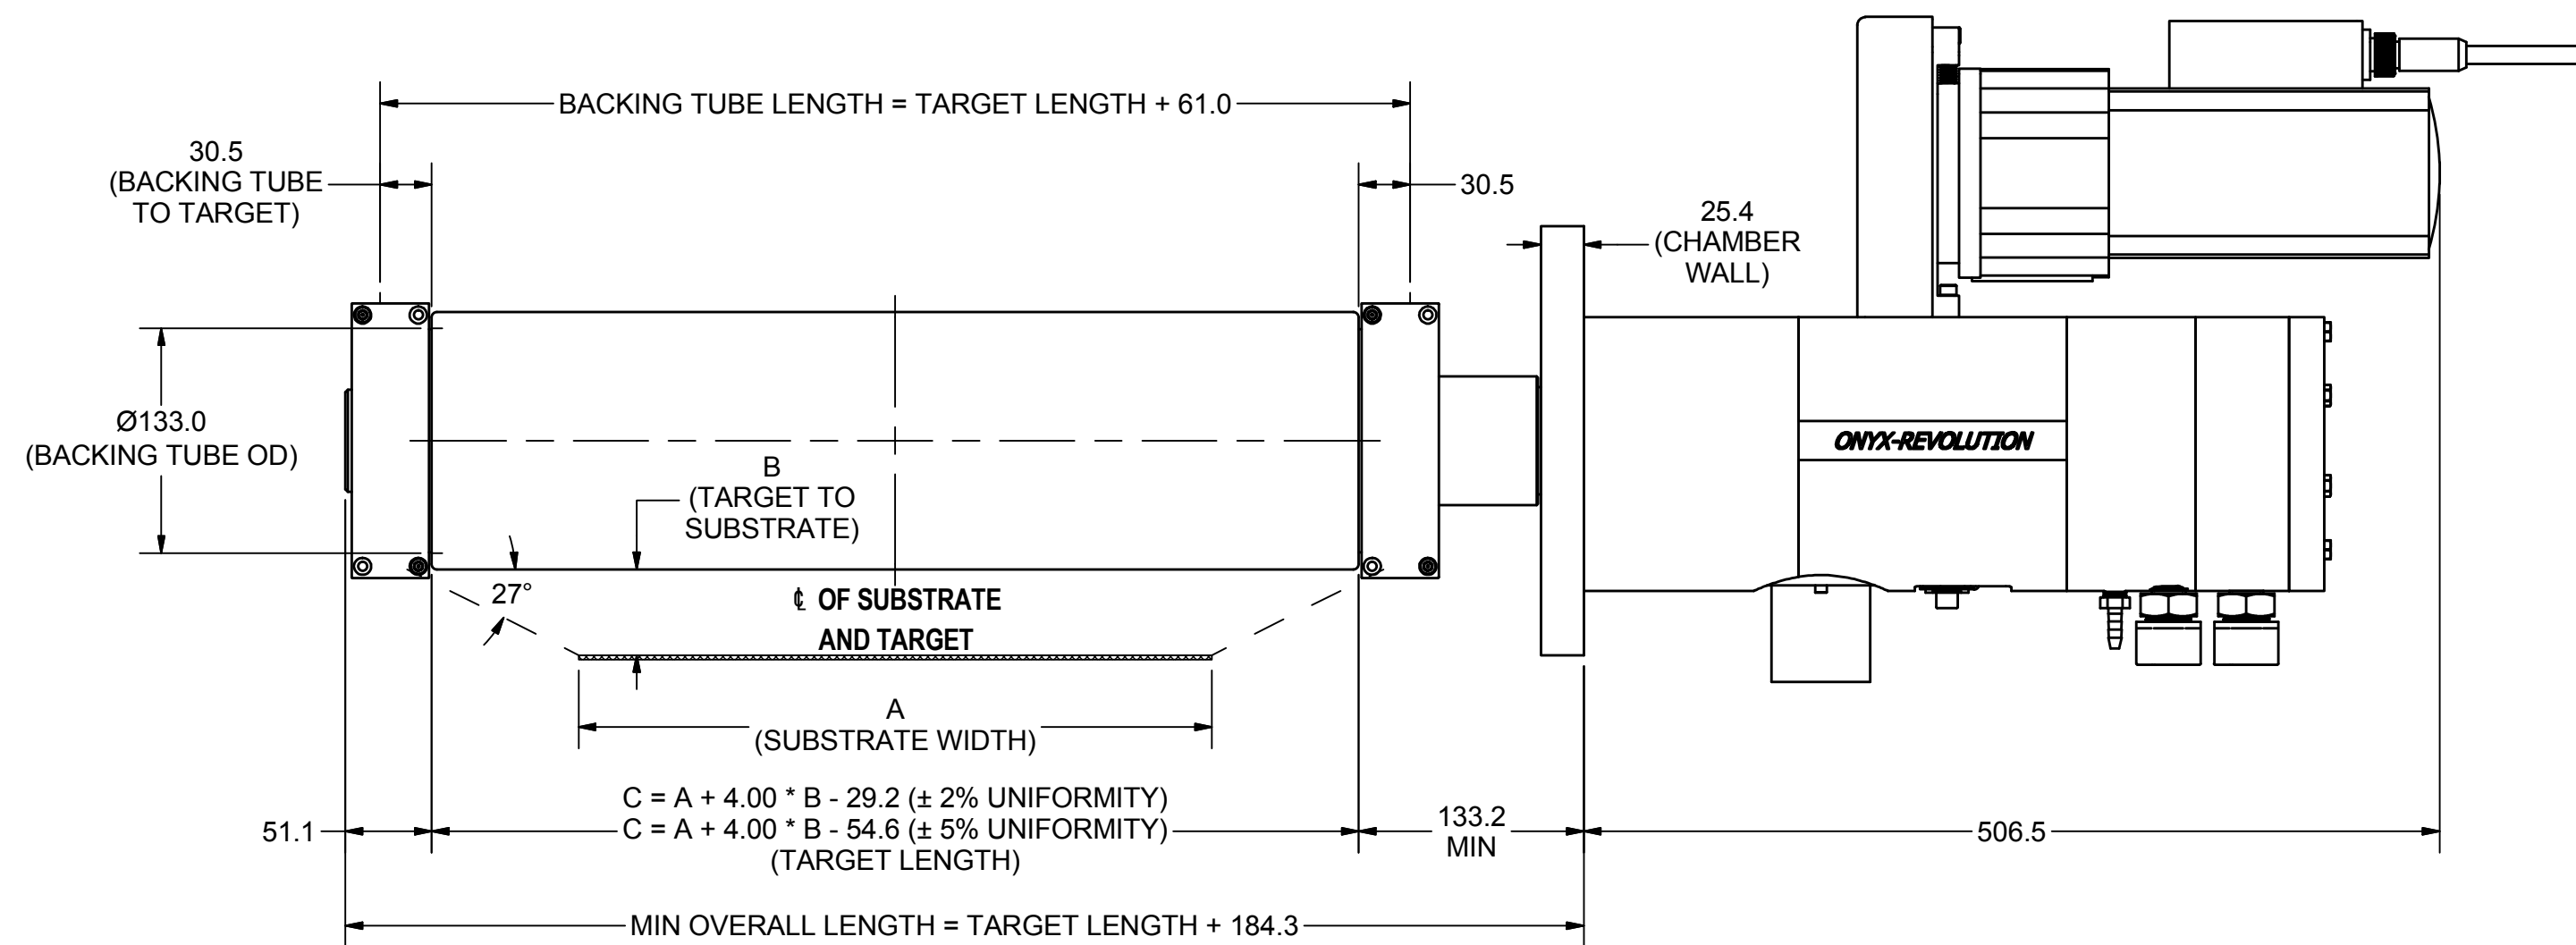 BACKING TUBE LENGTH = TARGET LENGTH + 61.0
30.5
(BACKING TUBE
TO TARGET)
30.5
25.4
(CHAMBER
WALL)
Ø133.0
(BACKING TUBE OD)
ONYX-REVOLUTION
B
(TARGET TO
SUBSTRATE)
27°
℄ OF SUBSTRATE
AND TARGET
A
(SUBSTRATE WIDTH)
C = A + 4.00 * B - 29.2 (± 2% UNIFORMITY)
C = A + 4.00 * B - 54.6 (± 5% UNIFORMITY)
(TARGET LENGTH)
51.1
133.2
MIN
506.5
MIN OVERALL LENGTH = TARGET LENGTH + 184.3